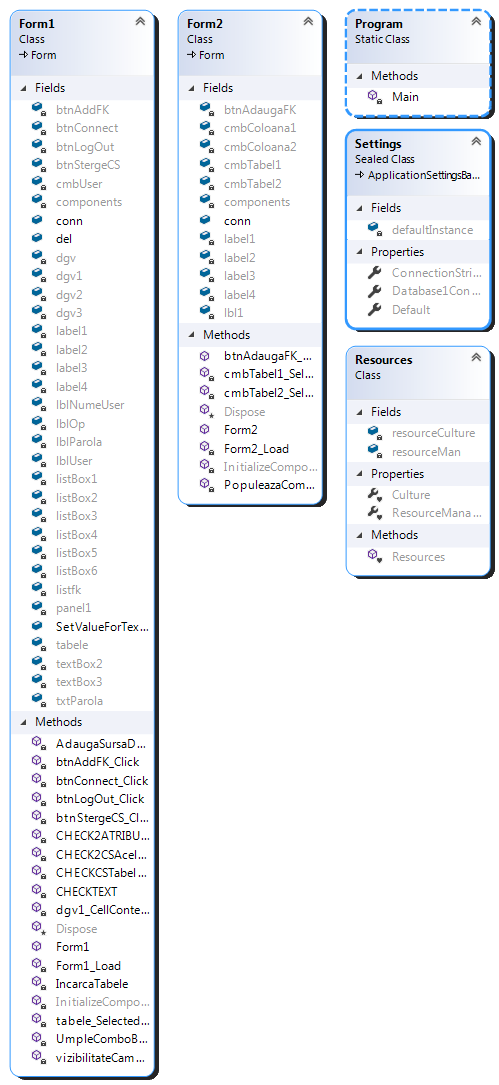 Form1
Class
Form
Fields
btnAddFK
btnConnect
btnLogOut
btnStergeCS
cmbUser
components
conn
del
dgv
dgv1
dgv2
dgv3
label1
label2
label3
label4
lblNumeUser
lblOp
lblParola
lblUser
listBox1
listBox2
listBox3
listBox4
listBox5
listBox6
listfk
panel1
SetValueForTex...
tabele
textBox2
textBox3
txtParola
Methods
AdaugaSursaD...
btnAddFK_Click
btnConnect_Click
btnLogOut_Click
btnStergeCS_Cl...
CHECK2ATRIBU...
CHECK2CSAcel...
CHECKCSTabel...
CHECKTEXT
dgv1_CellConte...
Dispose
Form1
Form1_Load
IncarcaTabele
InitializeCompo...
tabele_Selected...
UmpleComboB...
vizibilitateCam...
Form2
Class
Form
Fields
btnAdaugaFK
cmbColoana1
cmbColoana2
cmbTabel1
cmbTabel2
components
conn
label1
label2
label3
label4
lbl1
Methods
btnAdaugaFK_...
cmbTabel1_Sel...
cmbTabel2_Sel...
Dispose
Form2
Form2_Load
InitializeCompo...
PopuleazaCom...
Program
Static Class
Methods
Main
Settings
Sealed Class
ApplicationSettingsBa...
Fields
defaultInstance
Properties
ConnectionStri...
Database1Con...
Default
Resources
Class
Fields
resourceCulture
resourceMan
Properties
Culture
ResourceMana...
Methods
Resources